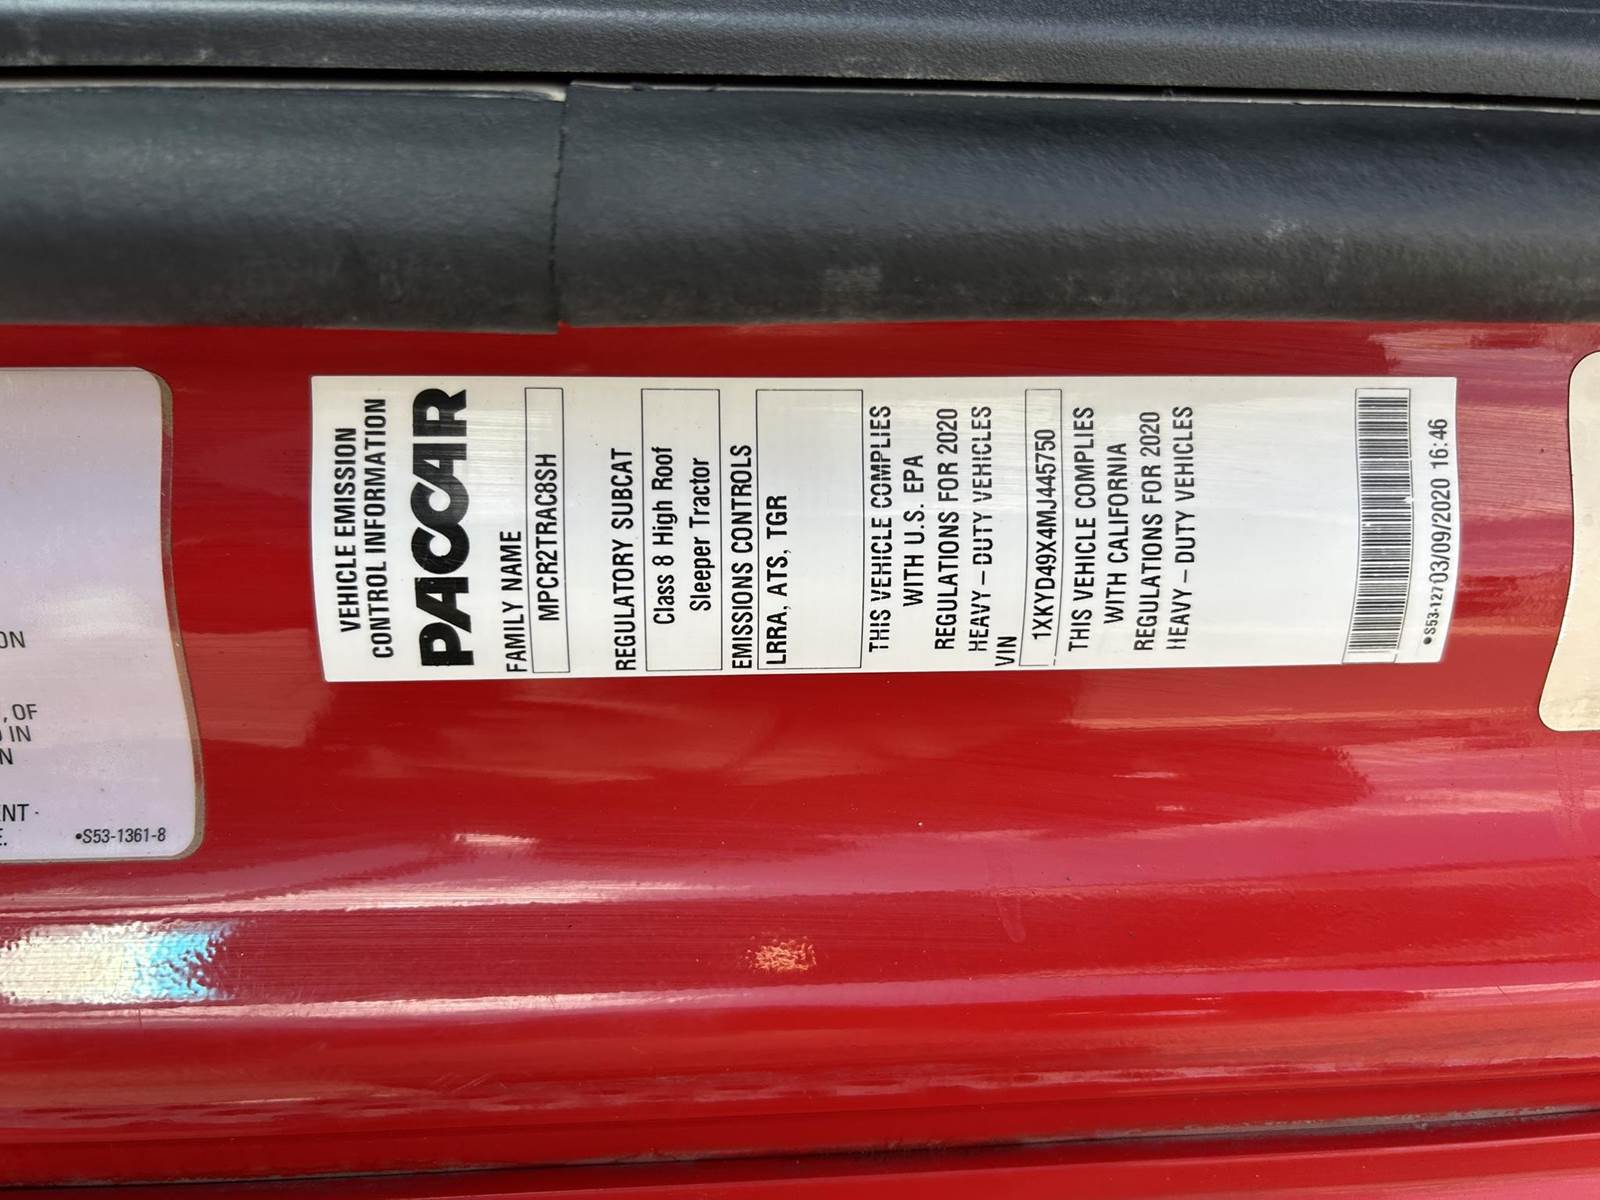 VEHICLE EMISSION
CONTROL INFORMATION
PACCAR
FAMILY NAME
MPCR2TRAC8SH
REGULATORY SUBCAT
Class 8 High Roof
Sleeper Tractor
EMISSIONS CONTROLS
LRRA, ATS, TGR
THIS VEHICLE COMPLIES
WITH U.S. EPA
REGULATIONS FOR 2020
HEAVY – DUTY VEHICLES
VIN
1XKYD49X4MJ445750
THIS VEHICLE COMPLIES
WITH CALIFORNIA
REGULATIONS FOR 2020
HEAVY – DUTY VEHICLES
•S53-127 03/09/2020 16:46
, OF
IN
•S53-1361-8